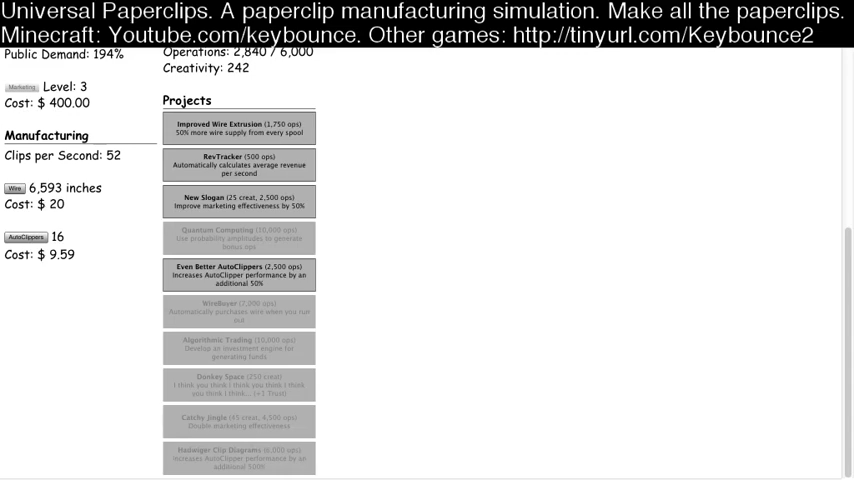 Universal Paperclips. A paperclip manufacturing simulation. Make all the paperclips.
Minecraft: Youtube.com/keybounce. Other games: http://tinyurl.com/Keybounce2
Public Demand: 194%
Marketing Level: 3
Cost: $ 400.00
Manufacturing
Clips per Second: 52
Wire 6,593 inches
Cost: $ 20
AutoClippers 16
Cost: $ 9.59
Operations: 2,840 / 6,000
Creativity: 242
Projects
Improved Wire Extrusion (1,750 ops)
50% more wire supply from every spool
RevTracker (500 ops)
Automatically calculates average revenue
per second
New Slogan (25 creat, 2,500 ops)
Improve marketing effectiveness by 50%
Quantum Computing (10,000 ops)
Use probability amplitudes to generate
bonus ops
Even Better AutoClippers (2,500 ops)
Increases AutoClipper performance by an
additional 50%
WireBuyer (7,000 ops)
Automatically purchases wire when you run
out
Algorithmic Trading (10,000 ops)
Develop an investment engine for
generating funds
Donkey Space (250 creat)
I think you think I think you think I think
you think I think... (+1 Trust)
Catchy Jingle (45 creat, 4,500 ops)
Double marketing effectiveness
Hadwiger Clip Diagrams (6,000 ops)
Increases AutoClipper performance by an
additional 500%